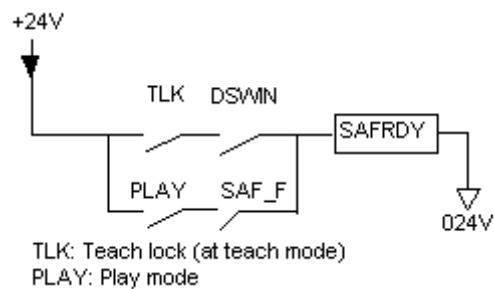 +24V
TLK DSWIN
SAFRDY
PLAY SAF_F
024V
TLK: Teach lock (at teach mode)
PLAY: Play mode